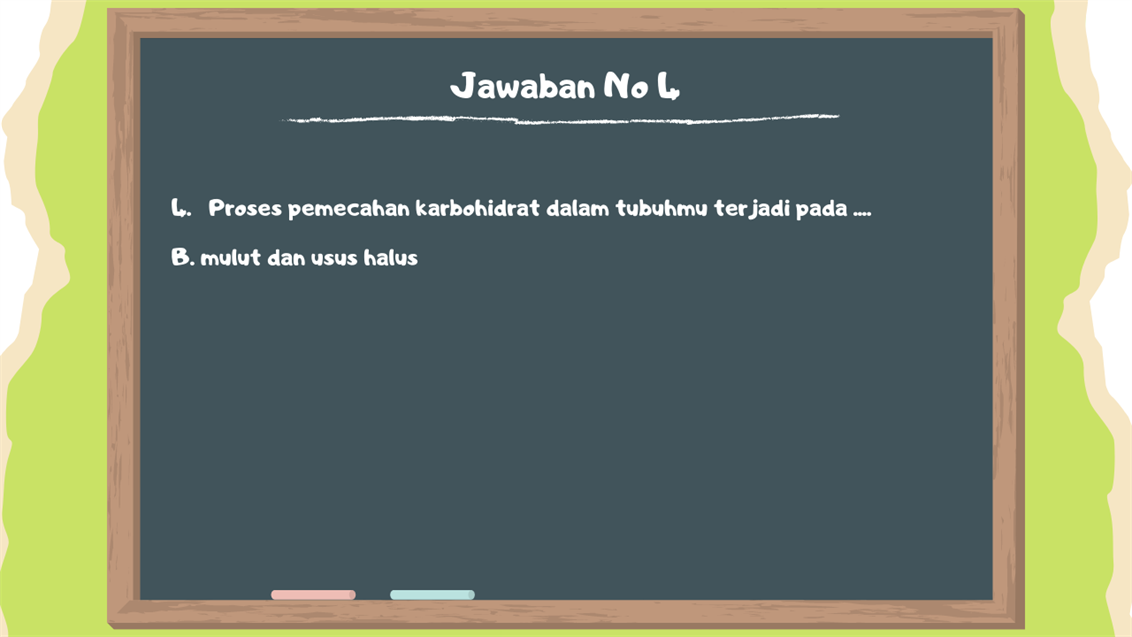 Jawaban No 4
4. Proses pemecahan karbohidrat dalam tubuhmu terjadi pada ....
B. mulut dan usus halus